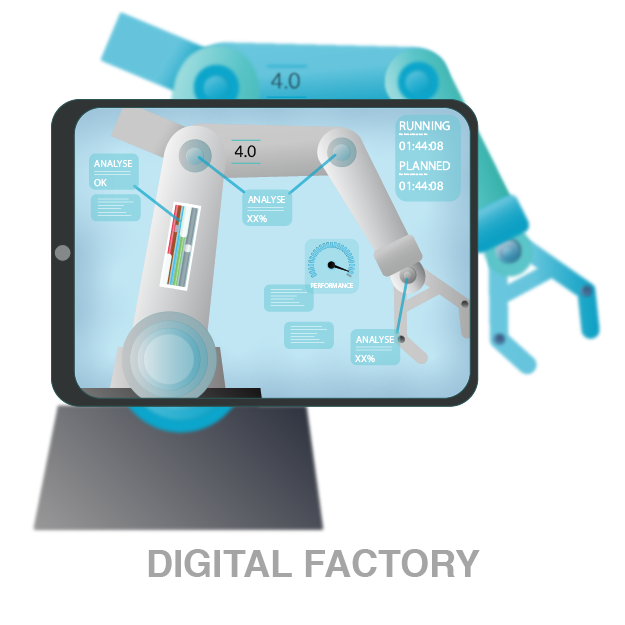 4.0
RUNNING
01:44:08
PLANNED
01:44:08
4.0
ANALYSE
OK
ANALYSE
XX%
PERFORMANCE
ANALYSE
XX%
DIGITAL FACTORY